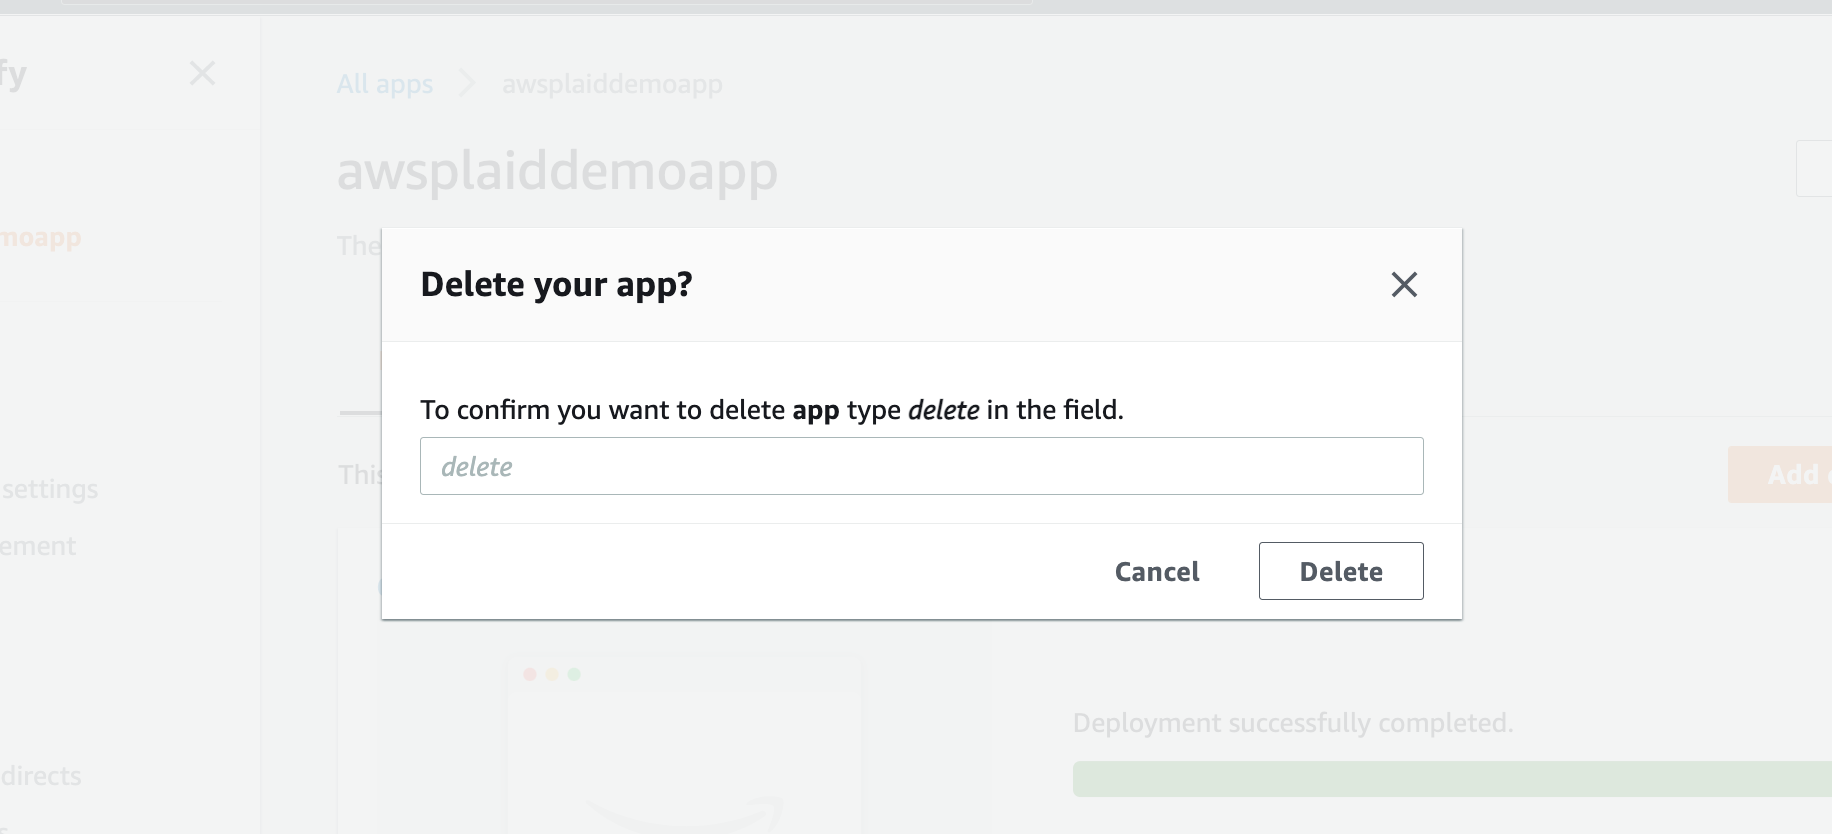 fy
All apps
awsplaiddemoapp
awsplaiddemoapp
moapp
The
Delete your app?
To confirm you want to delete app type delete in the field.
delete
This
Add
settings
ement
Cancel
Delete
Deployment successfully completed.
directs